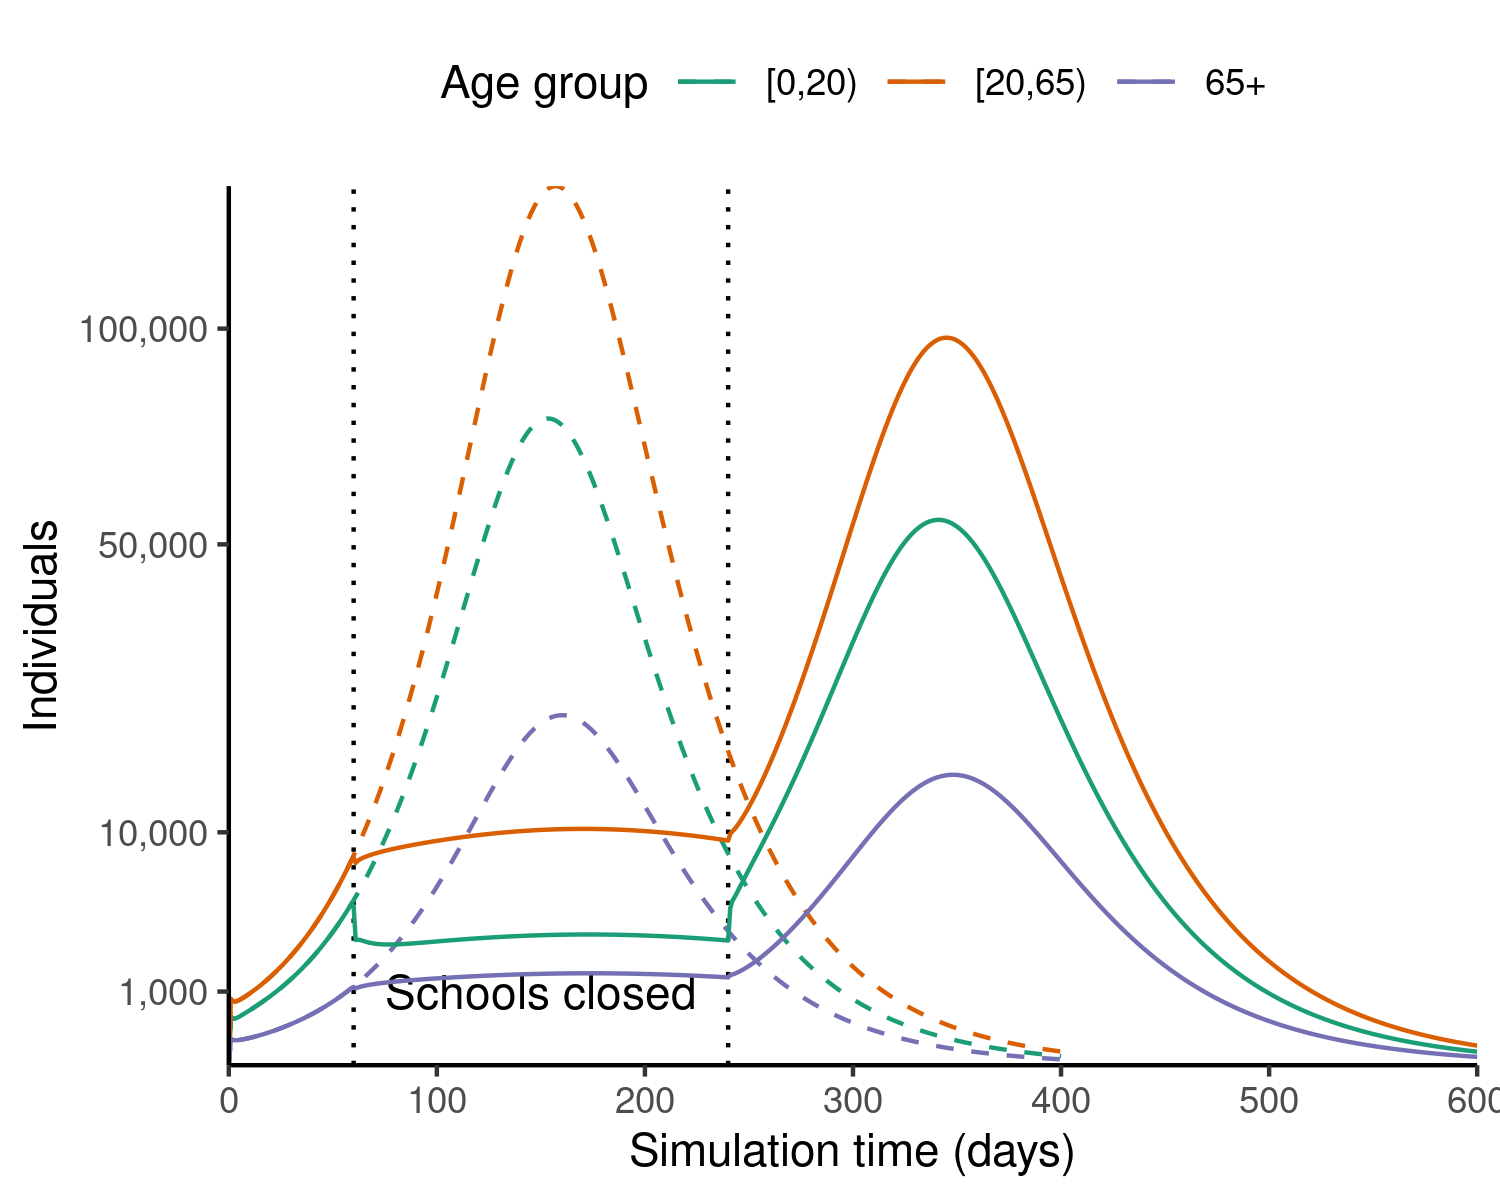 Age group [0,20) [20,65) 65+
100,000
50,000
10,000
1,000
Individuals
Schools closed
0 100 200 300 400 500 600
Simulation time (days)